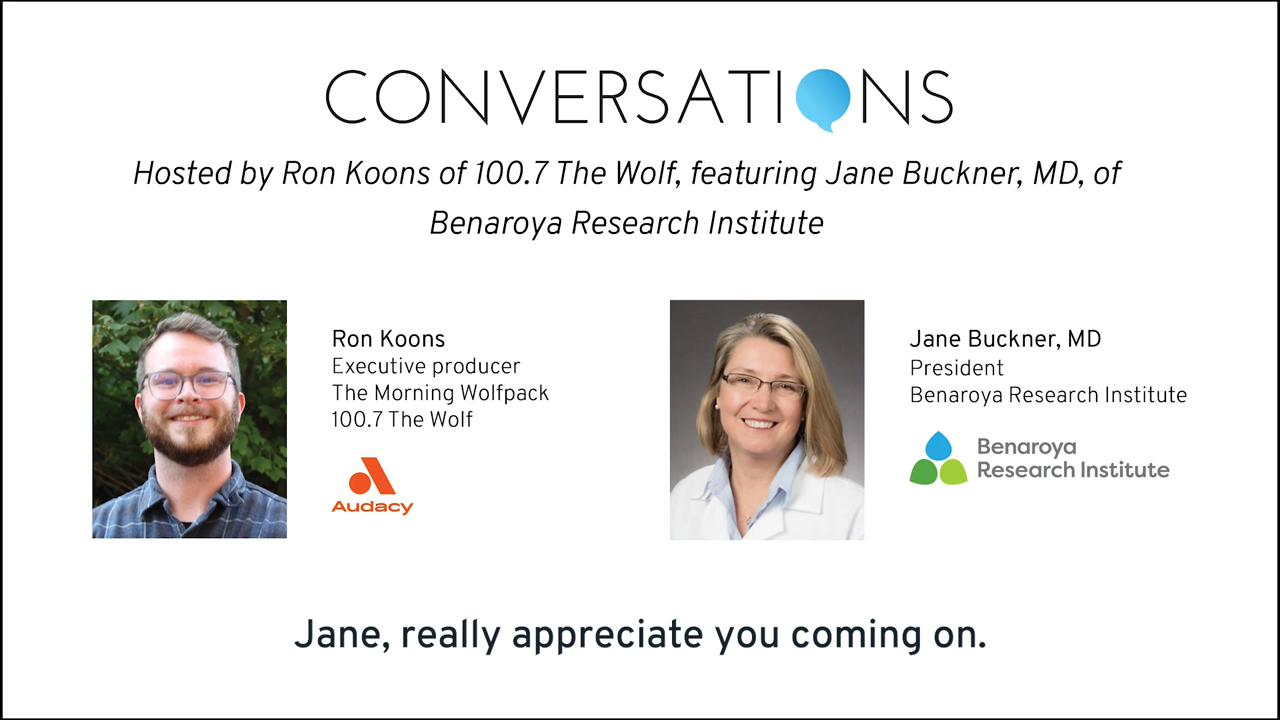 CONVERSATIONS
Hosted by Ron Koons of 100.7 The Wolf, featuring Jane Buckner, MD, of
Benaroya Research Institute
Ron Koons
Executive producer
The Morning Wolfpack
100.7 The Wolf
Audacy
Jane Buckner, MD
President
Benaroya Research Institute
Benaroya
Research Institute
Jane, really appreciate you coming on.